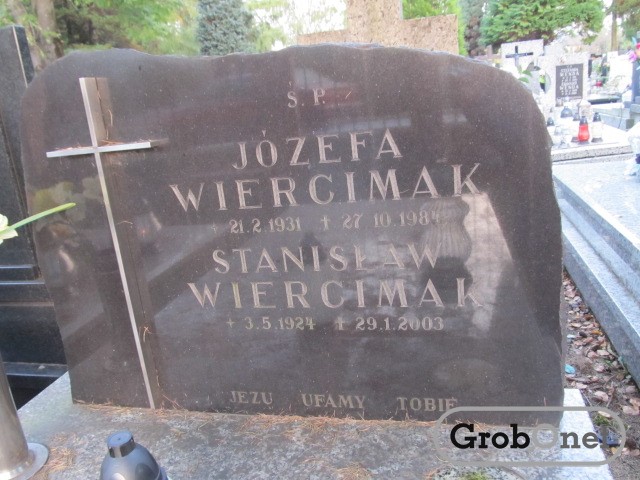 Ś. P.
JÓZEFA
WIERCIMAK
21.2.1931 + 27.10.1984
STANISŁAW
WIERCIMAK
+ 3.5.1924 + 29.1.2003
JEZU UFAMY TOBIE
GrobOnet